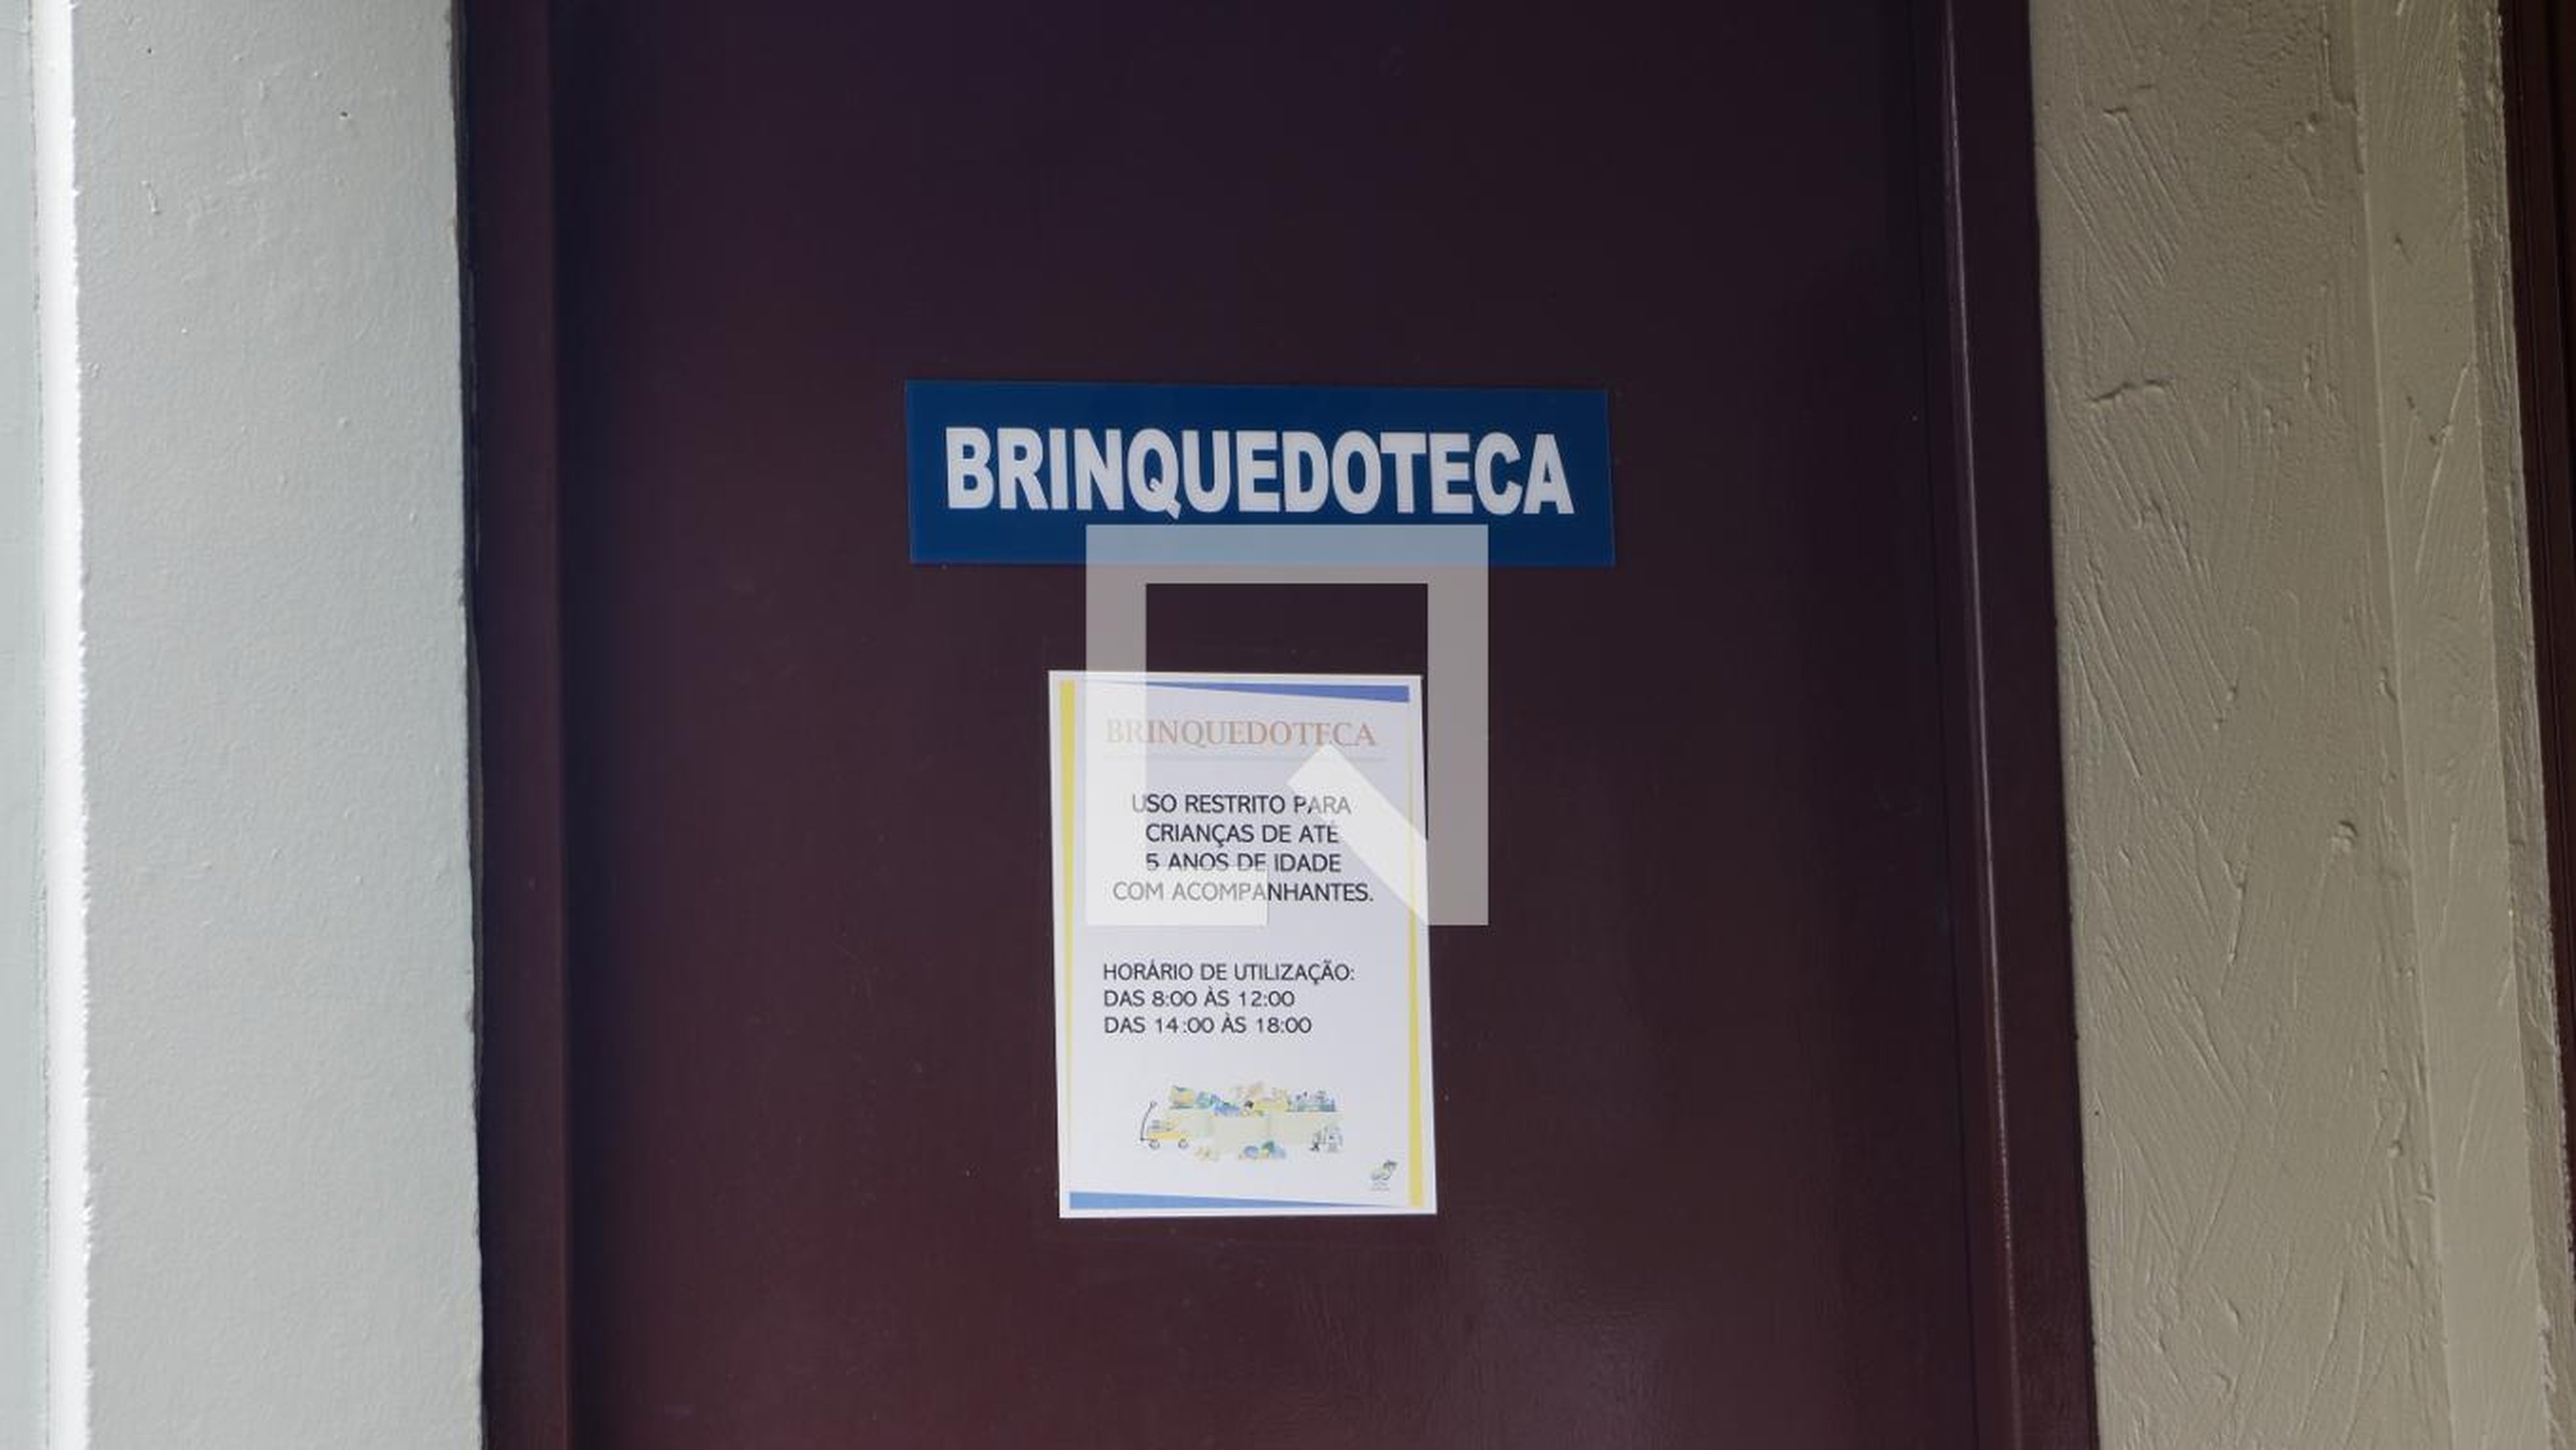 BRINQUEDOTECA
BRINQUEDOTECA
USO RESTRITO PARA
CRIANÇAS DE ATÉ
5 ANOS DE IDADE
COM ACOMPANHANTES.
HORÁRIO DE UTILIZAÇÃO:
DAS 8:00 ÀS 12:00
DAS 14:00 ÀS 18:00